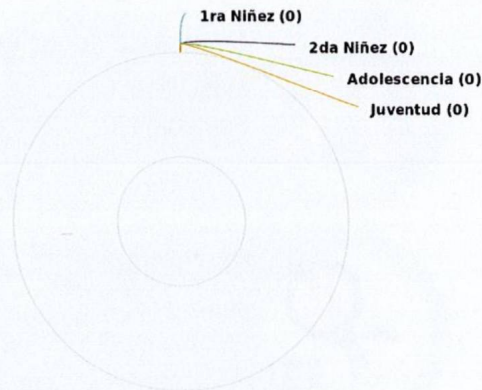 1ra Niñez (0)
2da Niñez (0)
Adolescencia (0)
Juventud (0)